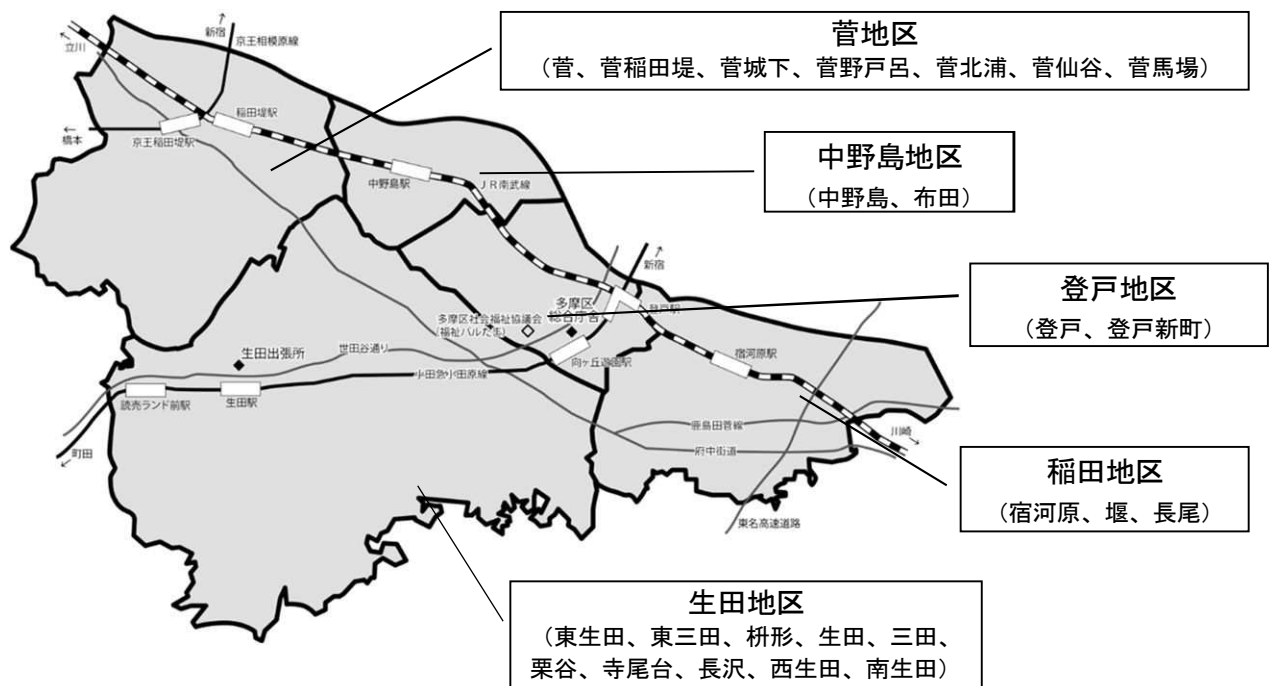 菅地区
（菅、菅稲田堤、菅城下、菅野戸呂、菅北浦、菅仙谷、菅馬場）
中野島地区
（中野島、布田）
登戸地区
（登戸、登戸新町）
稲田地区
（宿河原、堰、長尾）
生田地区
（東生田、東三田、枡形、生田、三田、
栗谷、寺尾台、長沢、西生田、南生田）
↑
新宿
京王相模原線
←
立川
稲田堤駅
←
橋本
京王稲田堤駅
中野島駅
JR南武線
↑
新宿
多摩区
総合庁舎
登戸駅
多摩区社会福祉協議会
（福祉パルたま）
生田出張所
世田谷通り
向ヶ丘遊園駅
宿河原駅
小田急小田原線
読売ランド前駅
生田駅
鹿島田菅線
川崎
→
府中街道
町田
←
東名高速道路